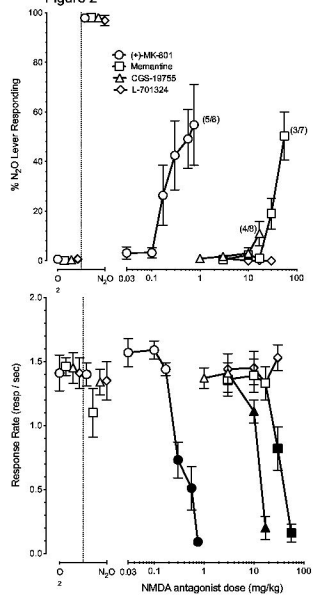 Figure 2
% N2O Lever Responding
100
80
60
40
20
0
(+)-MK-801
Memantine
CGS-19755
L-701324
(5/8)
(3/7)
(4/8)
O
2
N2O
0.03
0.1
1
10
100
Response Rate (resp / sec)
2.0
1.5
1.0
0.5
0.0
O
2
N2O
0.03
0.1
1
10
100
NMDA antagonist dose (mg/kg)